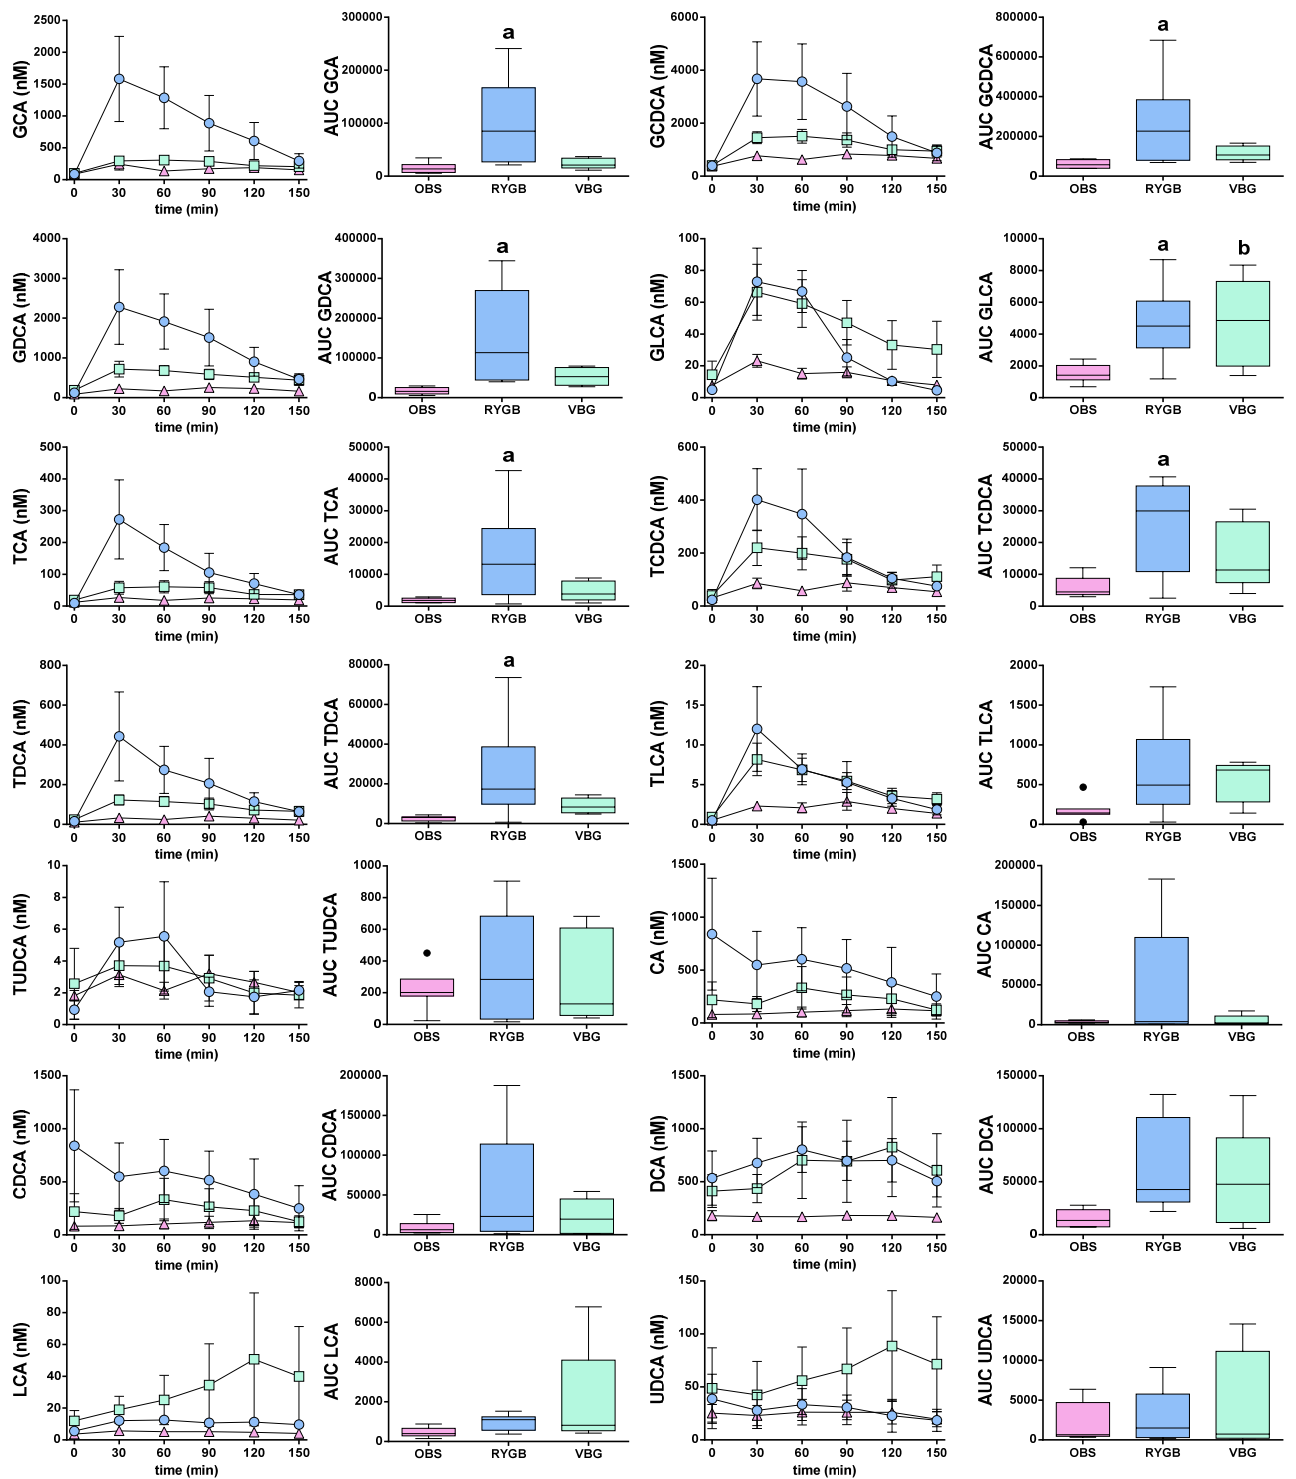 GCA (nM)
2500
2000
1500
1000
500
0
0 30 60 90 120 150
time (min)
AUC GCA
300000
200000
100000
0
a
OBS RYGB VBG
GCDCA (nM)
6000
4000
2000
0
0 30 60 90 120 150
time (min)
AUC GCDCA
800000
600000
400000
200000
0
a
OBS RYGB VBG
GDCA (nM)
4000
3000
2000
1000
0
0 30 60 90 120 150
time (min)
AUC GDCA
400000
300000
200000
100000
0
a
OBS RYGB VBG
GLCA (nM)
100
80
60
40
20
0
0 30 60 90 120 150
time (min)
AUC GLCA
10000
8000
6000
4000
2000
0
a b
OBS RYGB VBG
TCA (nM)
500
400
300
200
100
0
0 30 60 90 120 150
time (min)
AUC TCA
50000
40000
30000
20000
10000
0
a
OBS RYGB VBG
TCDCA (nM)
600
400
200
0
0 30 60 90 120 150
time (min)
AUC TCDCA
50000
40000
30000
20000
10000
0
a
OBS RYGB VBG
TDCA (nM)
800
600
400
200
0
0 30 60 90 120 150
time (min)
AUC TDCA
80000
60000
40000
20000
0
a
OBS RYGB VBG
TLCA (nM)
20
15
10
5
0
0 30 60 90 120 150
time (min)
AUC TLCA
2000
1500
1000
500
0
OBS RYGB VBG
TUDCA (nM)
10
8
6
4
2
0
0 30 60 90 120 150
time (min)
AUC TUDCA
1000
800
600
400
200
0
OBS RYGB VBG
CA (nM)
1500
1000
500
0
0 30 60 90 120 150
time (min)
AUC CA
200000
150000
100000
50000
0
OBS RYGB VBG
CDCA (nM)
1500
1000
500
0
0 30 60 90 120 150
time (min)
AUC CDCA
200000
150000
100000
50000
0
OBS RYGB VBG
DCA (nM)
1500
1000
500
0
0 30 60 90 120 150
time (min)
AUC DCA
150000
100000
50000
0
OBS RYGB VBG
LCA (nM)
100
80
60
40
20
0
0 30 60 90 120 150
time (min)
AUC LCA
8000
6000
4000
2000
0
OBS RYGB VBG
UDCA (nM)
150
100
50
0
0 30 60 90 120 150
time (min)
AUC UDCA
20000
15000
10000
5000
0
OBS RYGB VBG